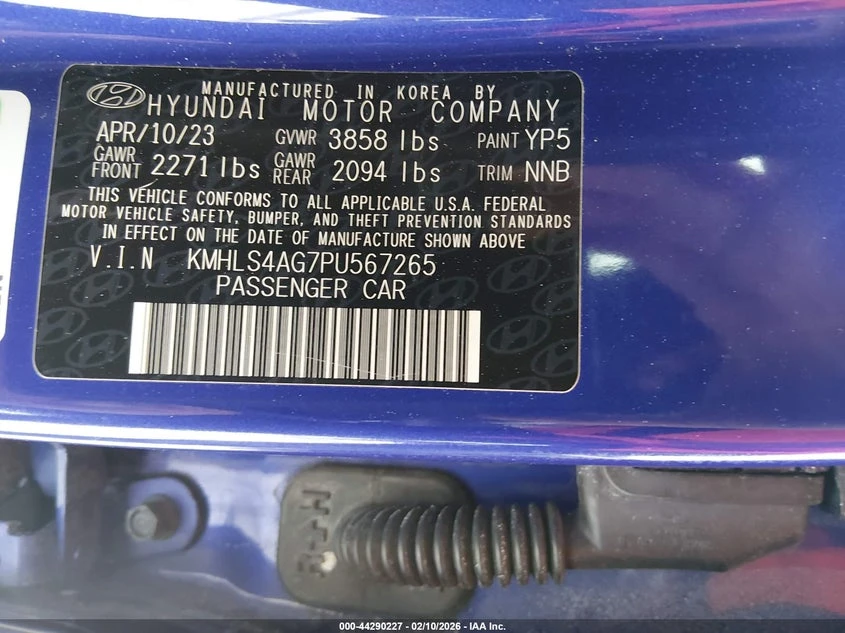 MANUFACTURED IN KOREA BY
HYUNDAI MOTOR COMPANY
APR/10/23 GVWR 3858 lbs PAINT YP5
GAWR FRONT 2271 lbs GAWR REAR 2094 lbs TRIM NNB
THIS VEHICLE CONFORMS TO ALL APPLICABLE U.S.A. FEDERAL
MOTOR VEHICLE SAFETY, BUMPER, AND THEFT PREVENTION STANDARDS
IN EFFECT ON THE DATE OF MANUFACTURE SHOWN ABOVE
V.I.N KMHLS4AG7PU567265
PASSENGER CAR
000-44290227 - 02/10/2026 - IAA Inc.